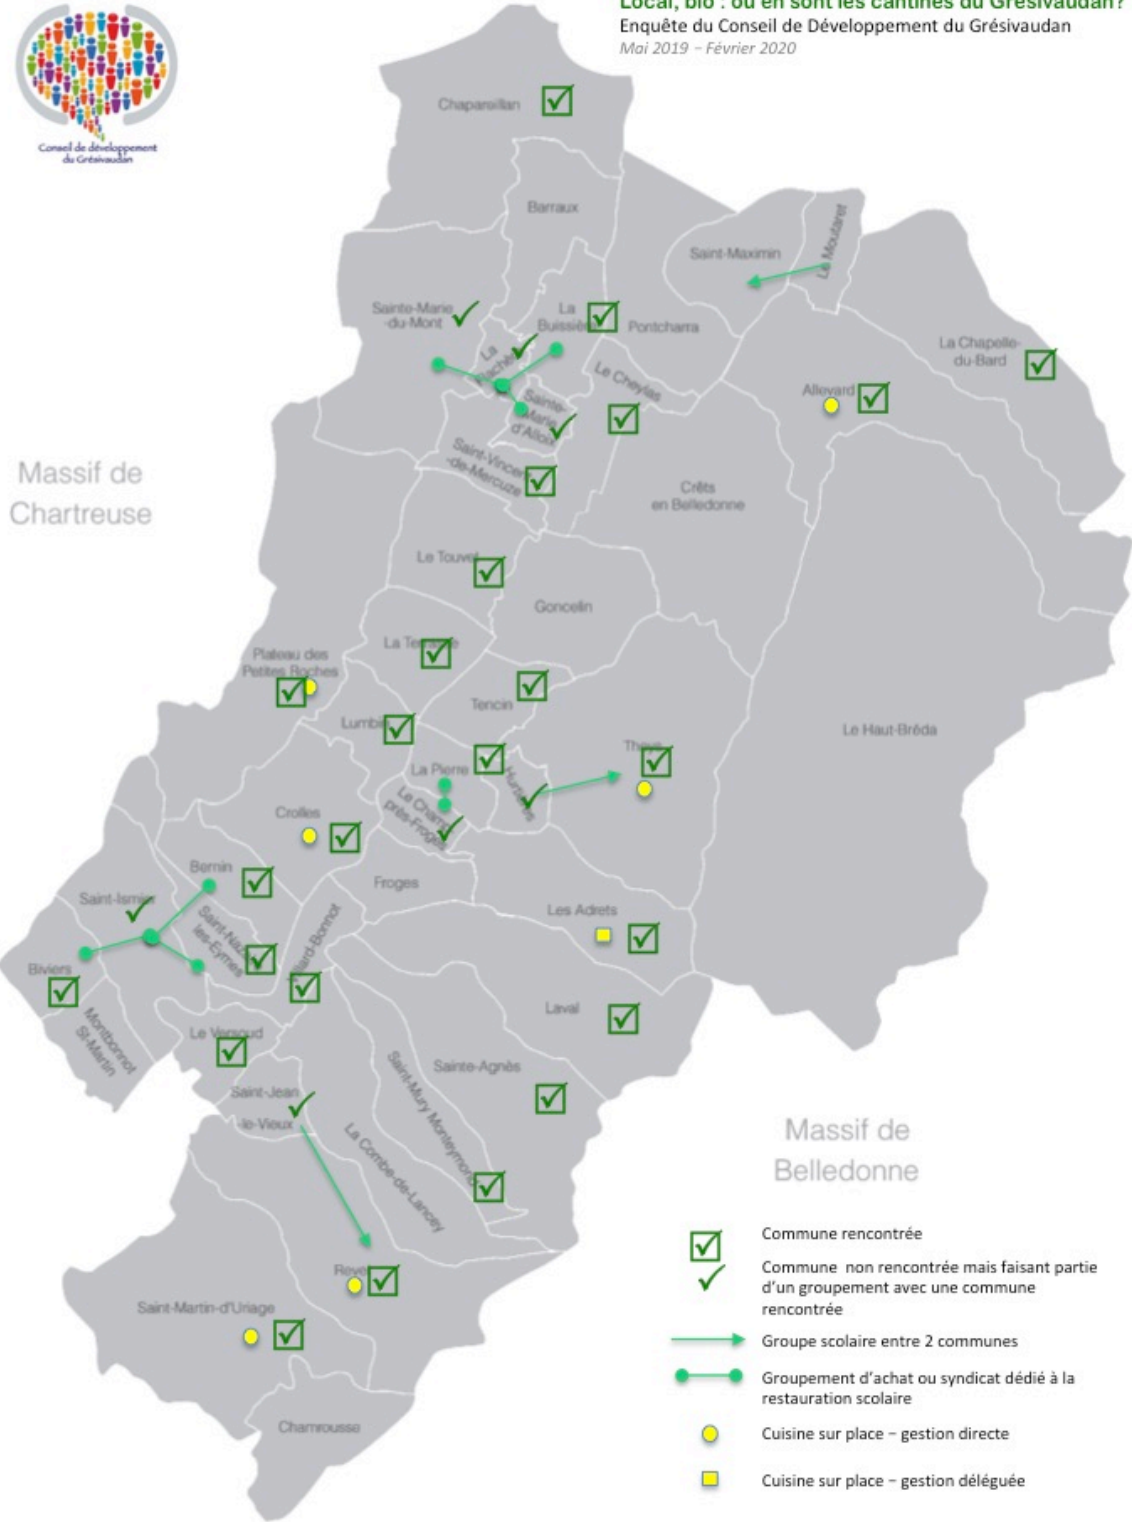 Local, bio : où en sont les cantines du Grésivaudan?
Enquête du Conseil de Développement du Grésivaudan
Mai 2019 – Février 2020
Conseil de développement
du Grésivaudan
Chapareillan
Barraux
Saint-Maximin
Le Moutaret
Sainte-Marie
-du-Mont
La
Buissière
Pontcharra
La
Flachère
Le Cheylas
La Chapelle-
du-Bard
Allevard
Sainte-
Marie
d'Alloix
Saint-Vincent
-de-Mercuze
Massif de
Chartreuse
Crêts
en Belledonne
Le Touvet
Goncelin
La Terrasse
Plateau des
Petites Roches
Tencin
Lumbin
Le Haut-Bréda
Theys
La Pierre
Hurtières
Le Champ
près-Froges
Crolles
Bernin
Froges
Saint-Ismier
Saint-Naz
les-Eymes
Villard-Bonnot
Les Adrets
Biviers
Laval
Montbonnot
St-Martin
Le Versoud
Sainte-Agnès
Saint-Mury Monteymond
Saint-Jean
-le-Vieux
La Combe-de-Lancey
Massif de
Belledonne
Revel
Saint-Martin-d'Uriage
Chamrousse
Commune rencontrée
Commune non rencontrée mais faisant partie
d'un groupement avec une commune
rencontrée
Groupe scolaire entre 2 communes
Groupement d'achat ou syndicat dédié à la
restauration scolaire
Cuisine sur place – gestion directe
Cuisine sur place – gestion déléguée